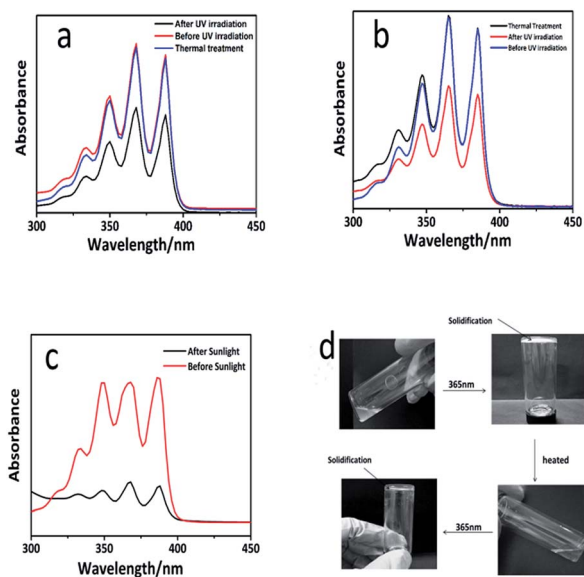 a
After UV irradiation
Before UV irradiation
Thermal treatment
Absorbance
300 350 400 450
Wavelength/nm
b
Thermal Treatment
After UV irradiation
Before UV Irradiation
Absorbance
300 350 400 450
Wavelength/nm
c
After Sunlight
Before Sunlight
Absorbance
300 350 400 450
Wavelength/nm
d
Solidification
365nm
heated
Solidification
365nm